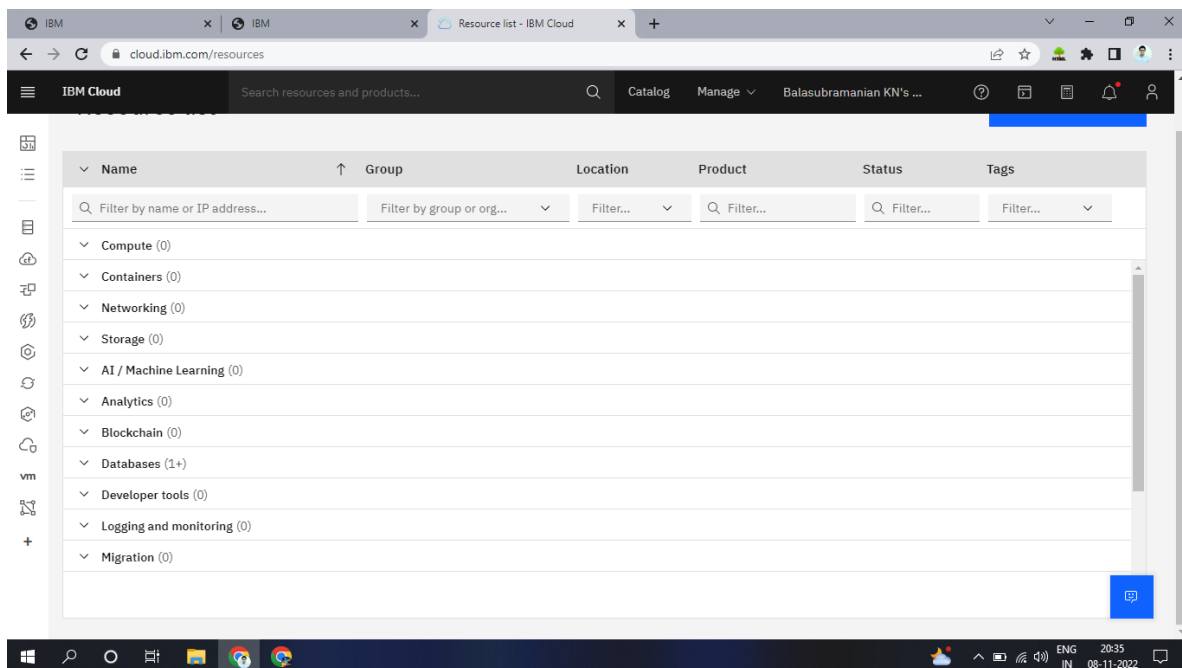 IBM
IBM
Resource list - IBM Cloud
cloud.ibm.com/resources
IBM Cloud
Search resources and products...
Catalog
Manage
Balasubramanian KN's ...
Name
Group
Location
Product
Status
Tags
Filter by name or IP address...
Filter by group or org...
Filter...
Filter...
Filter...
Filter...
Compute (0)
Containers (0)
Networking (0)
Storage (0)
AI / Machine Learning (0)
Analytics (0)
Blockchain (0)
Databases (1+)
Developer tools (0)
Logging and monitoring (0)
Migration (0)
vm
ENG
IN
20:35
08-11-2022